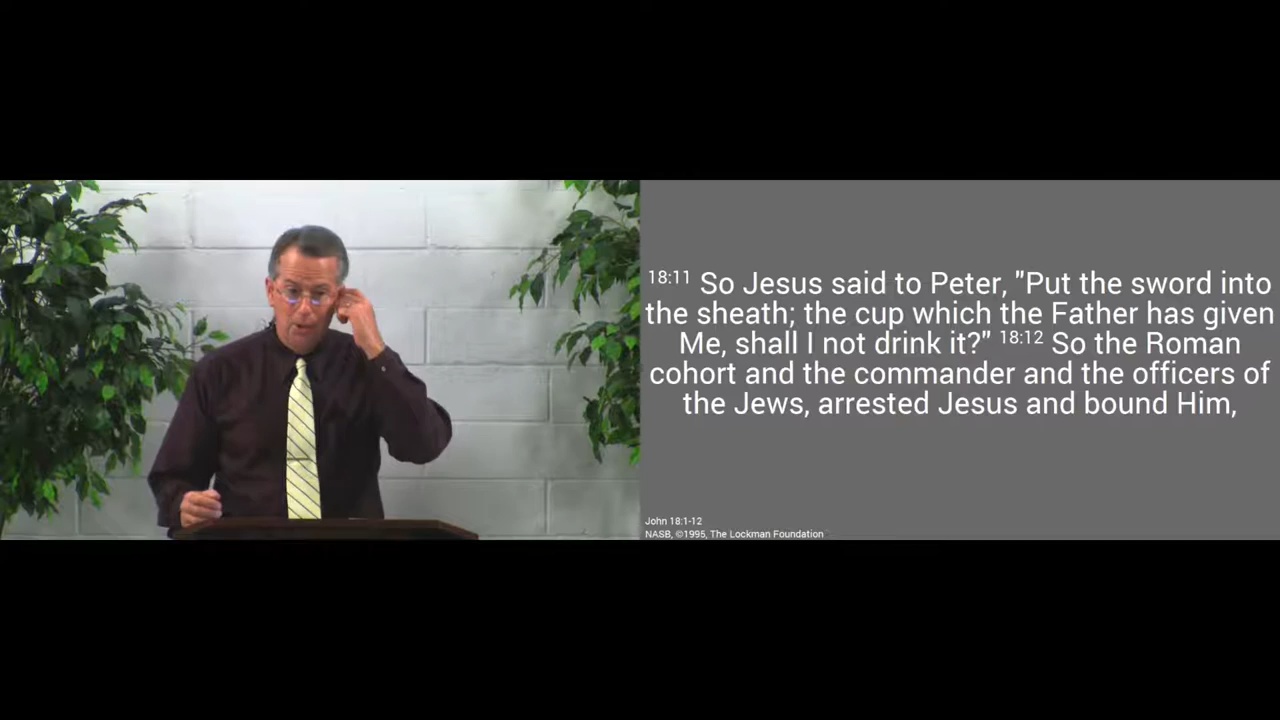 18:11 So Jesus said to Peter, "Put the sword into
the sheath; the cup which the Father has given
Me, shall I not drink it?" 18:12 So the Roman
cohort and the commander and the officers of
the Jews, arrested Jesus and bound Him,
John 18:1-12
NASB, ©1995, The Lockman Foundation